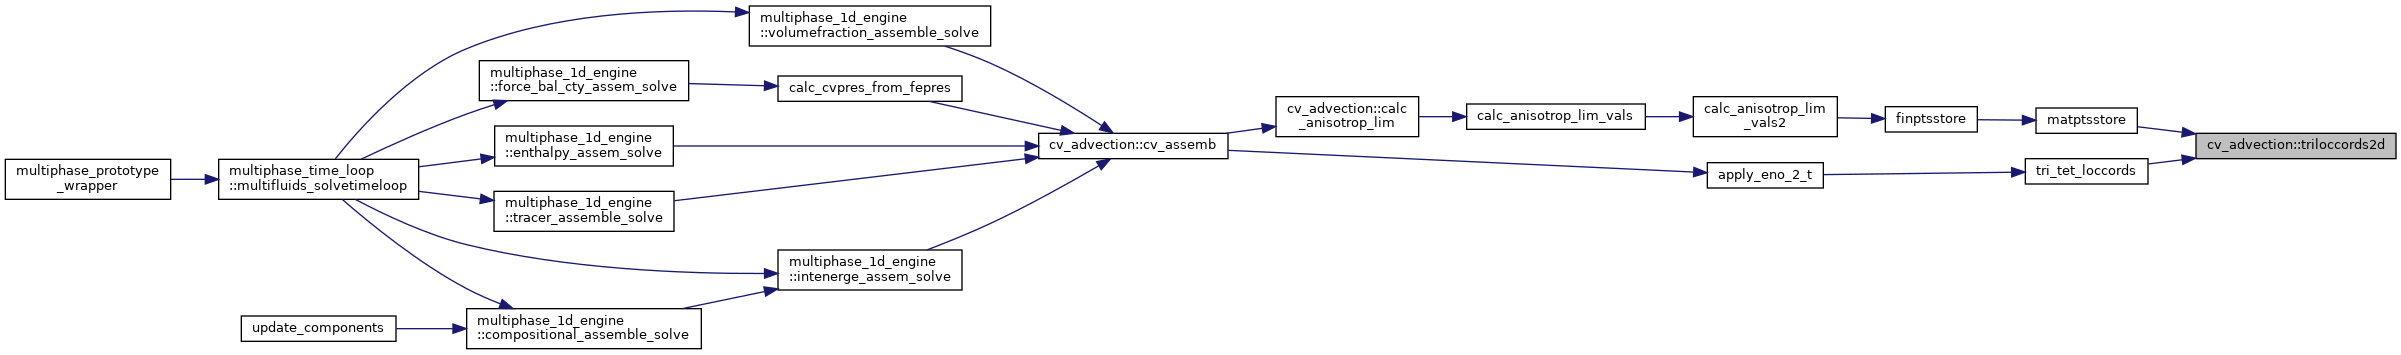 multiphase_prototype
_wrapper
multiphase_time_loop
::multifluids_solvetimeloop
update_components
multiphase_1d_engine
::force_bal_cty_assem_solve
multiphase_1d_engine
::enthalpy_assem_solve
multiphase_1d_engine
::tracer_assemble_solve
multiphase_1d_engine
::compositional_assemble_solve
multiphase_1d_engine
::volumefraction_assemble_solve
calc_cvpres_from_fepres
multiphase_1d_engine
::intenerge_assem_solve
cv_advection::cv_assemb
cv_advection::calc
_anisotrop_lim
calc_anisotrop_lim_vals
calc_anisotrop_lim
_vals2
apply_eno_2_t
finptsstore
matptsstore
tri_tet_loccords
cv_advection::triloccords2d